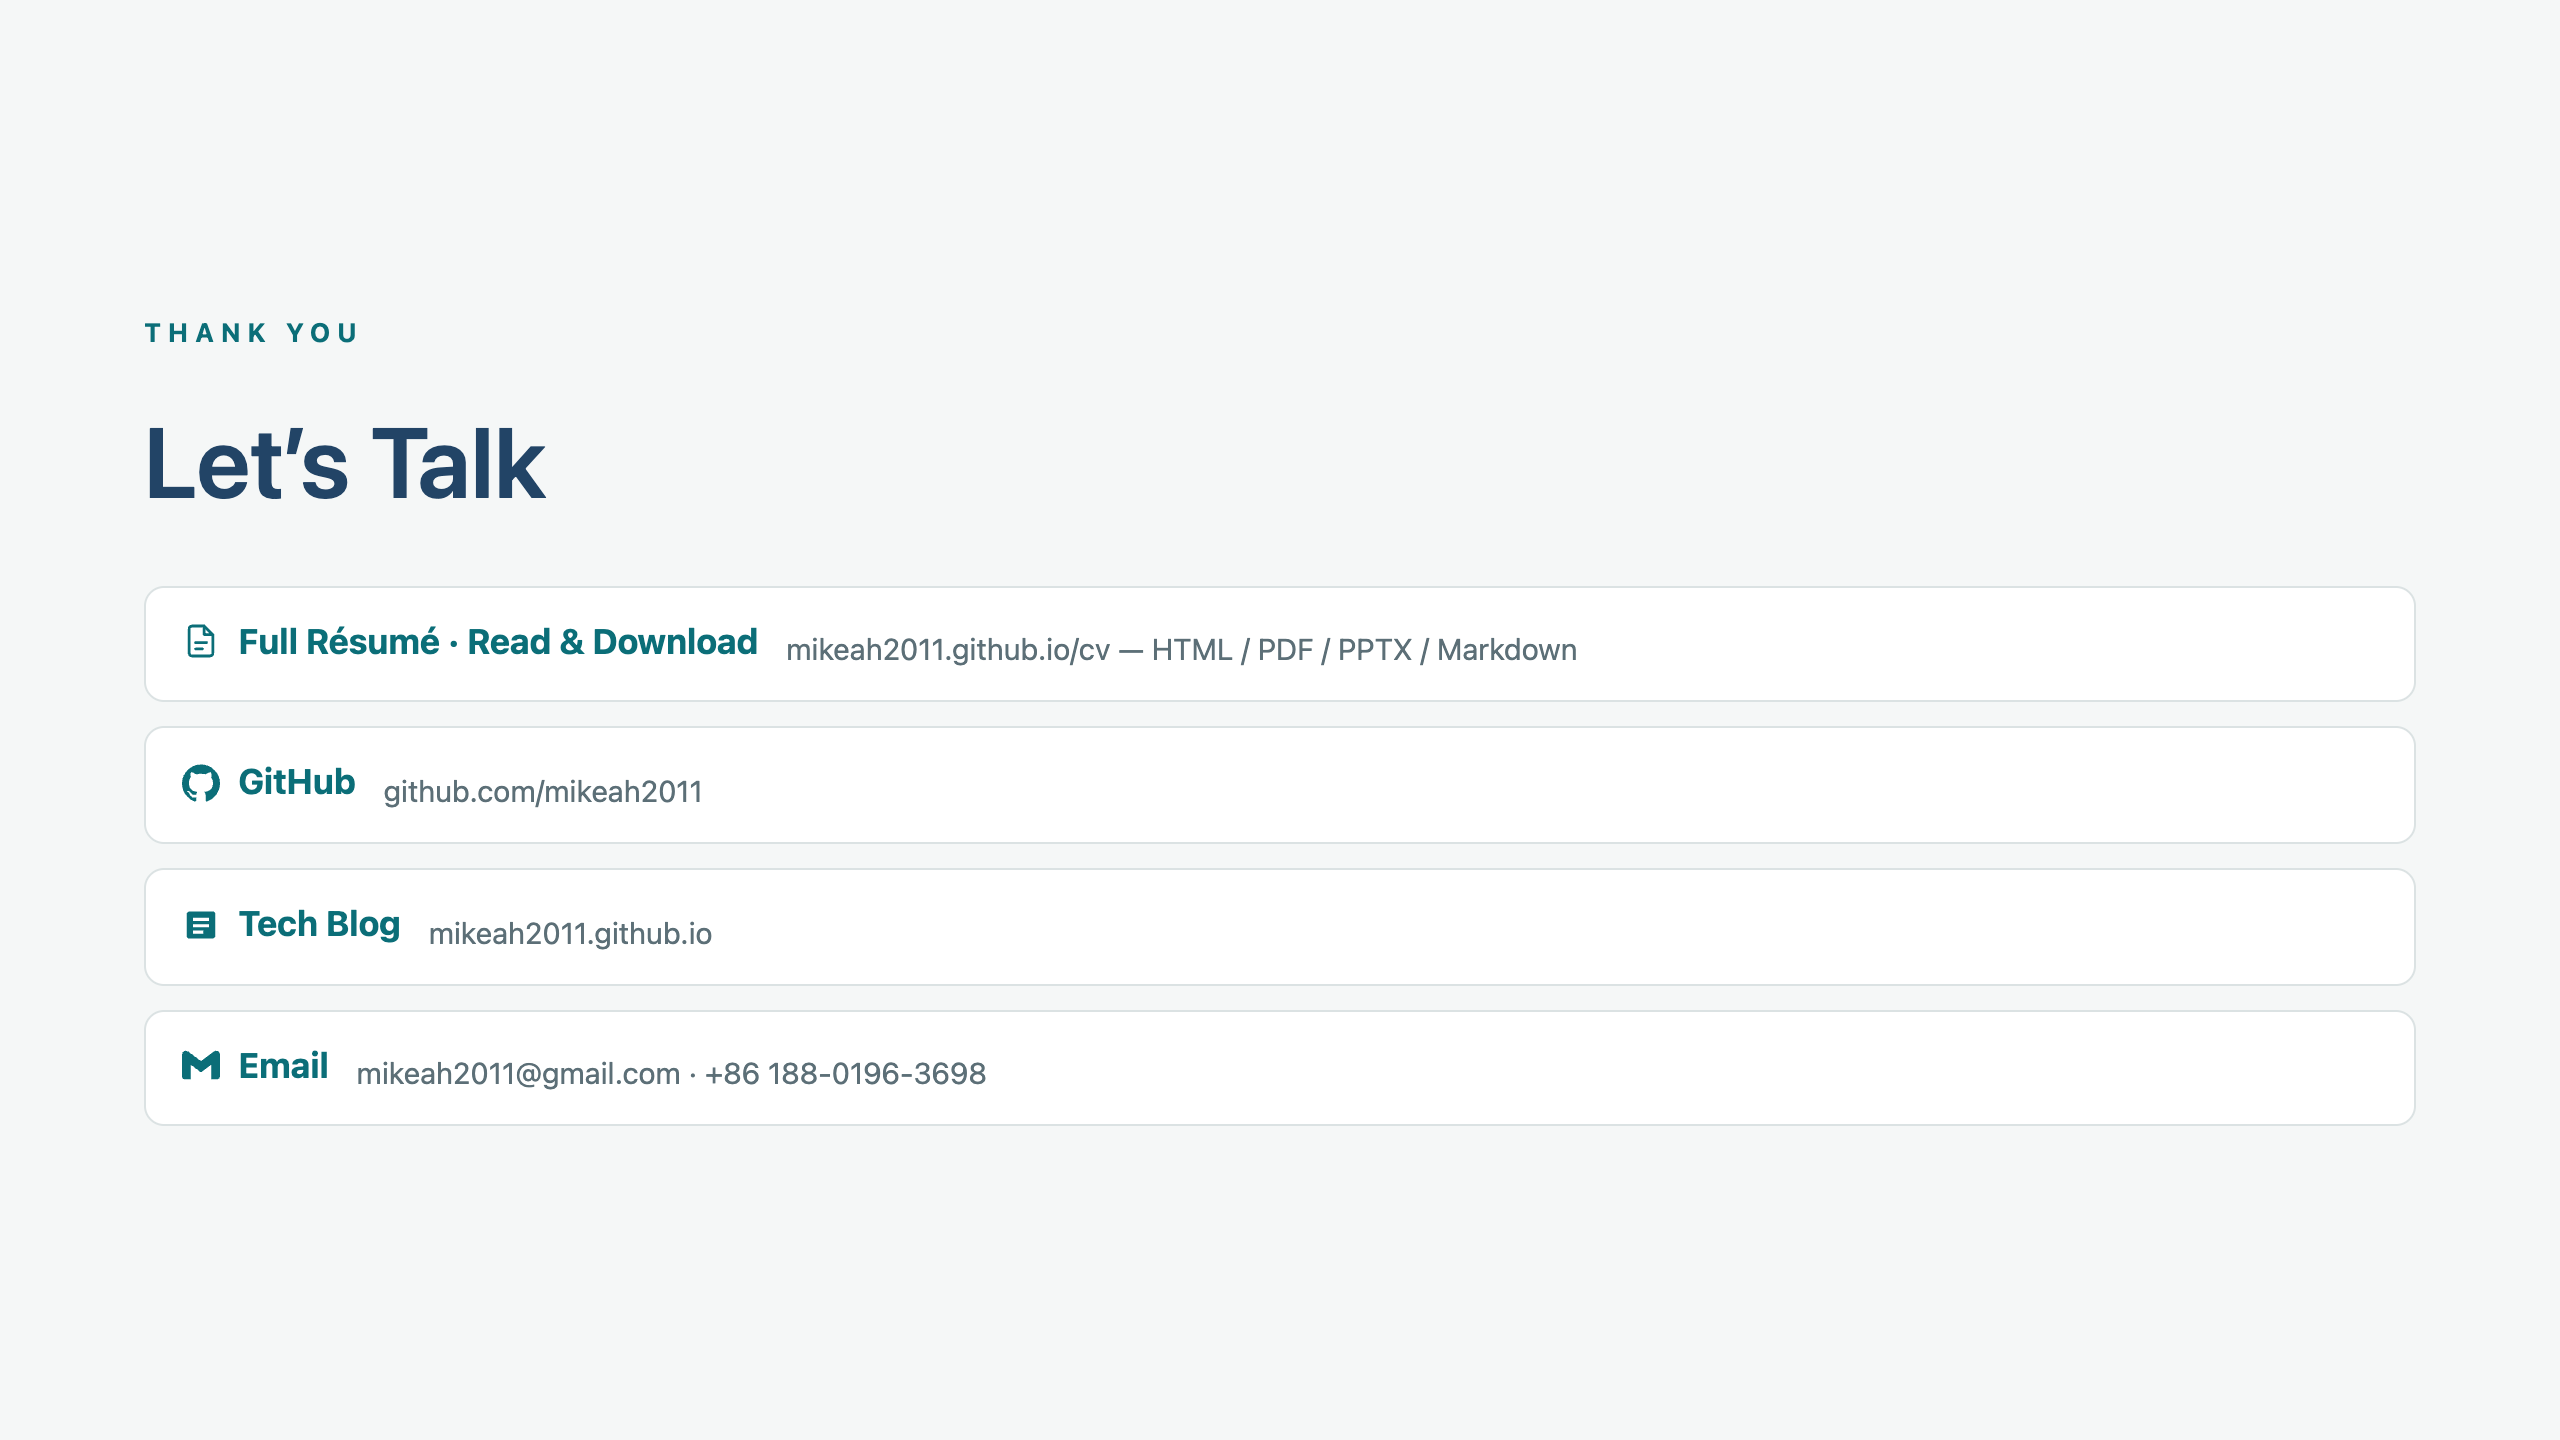 THANK YOU
Let’s Talk
Full Résumé · Read & Download mikeah2011.github.io/cv — HTML / PDF / PPTX / Markdown
GitHub github.com/mikeah2011
Tech Blog mikeah2011.github.io
Email mikeah2011@gmail.com · +86 188-0196-3698